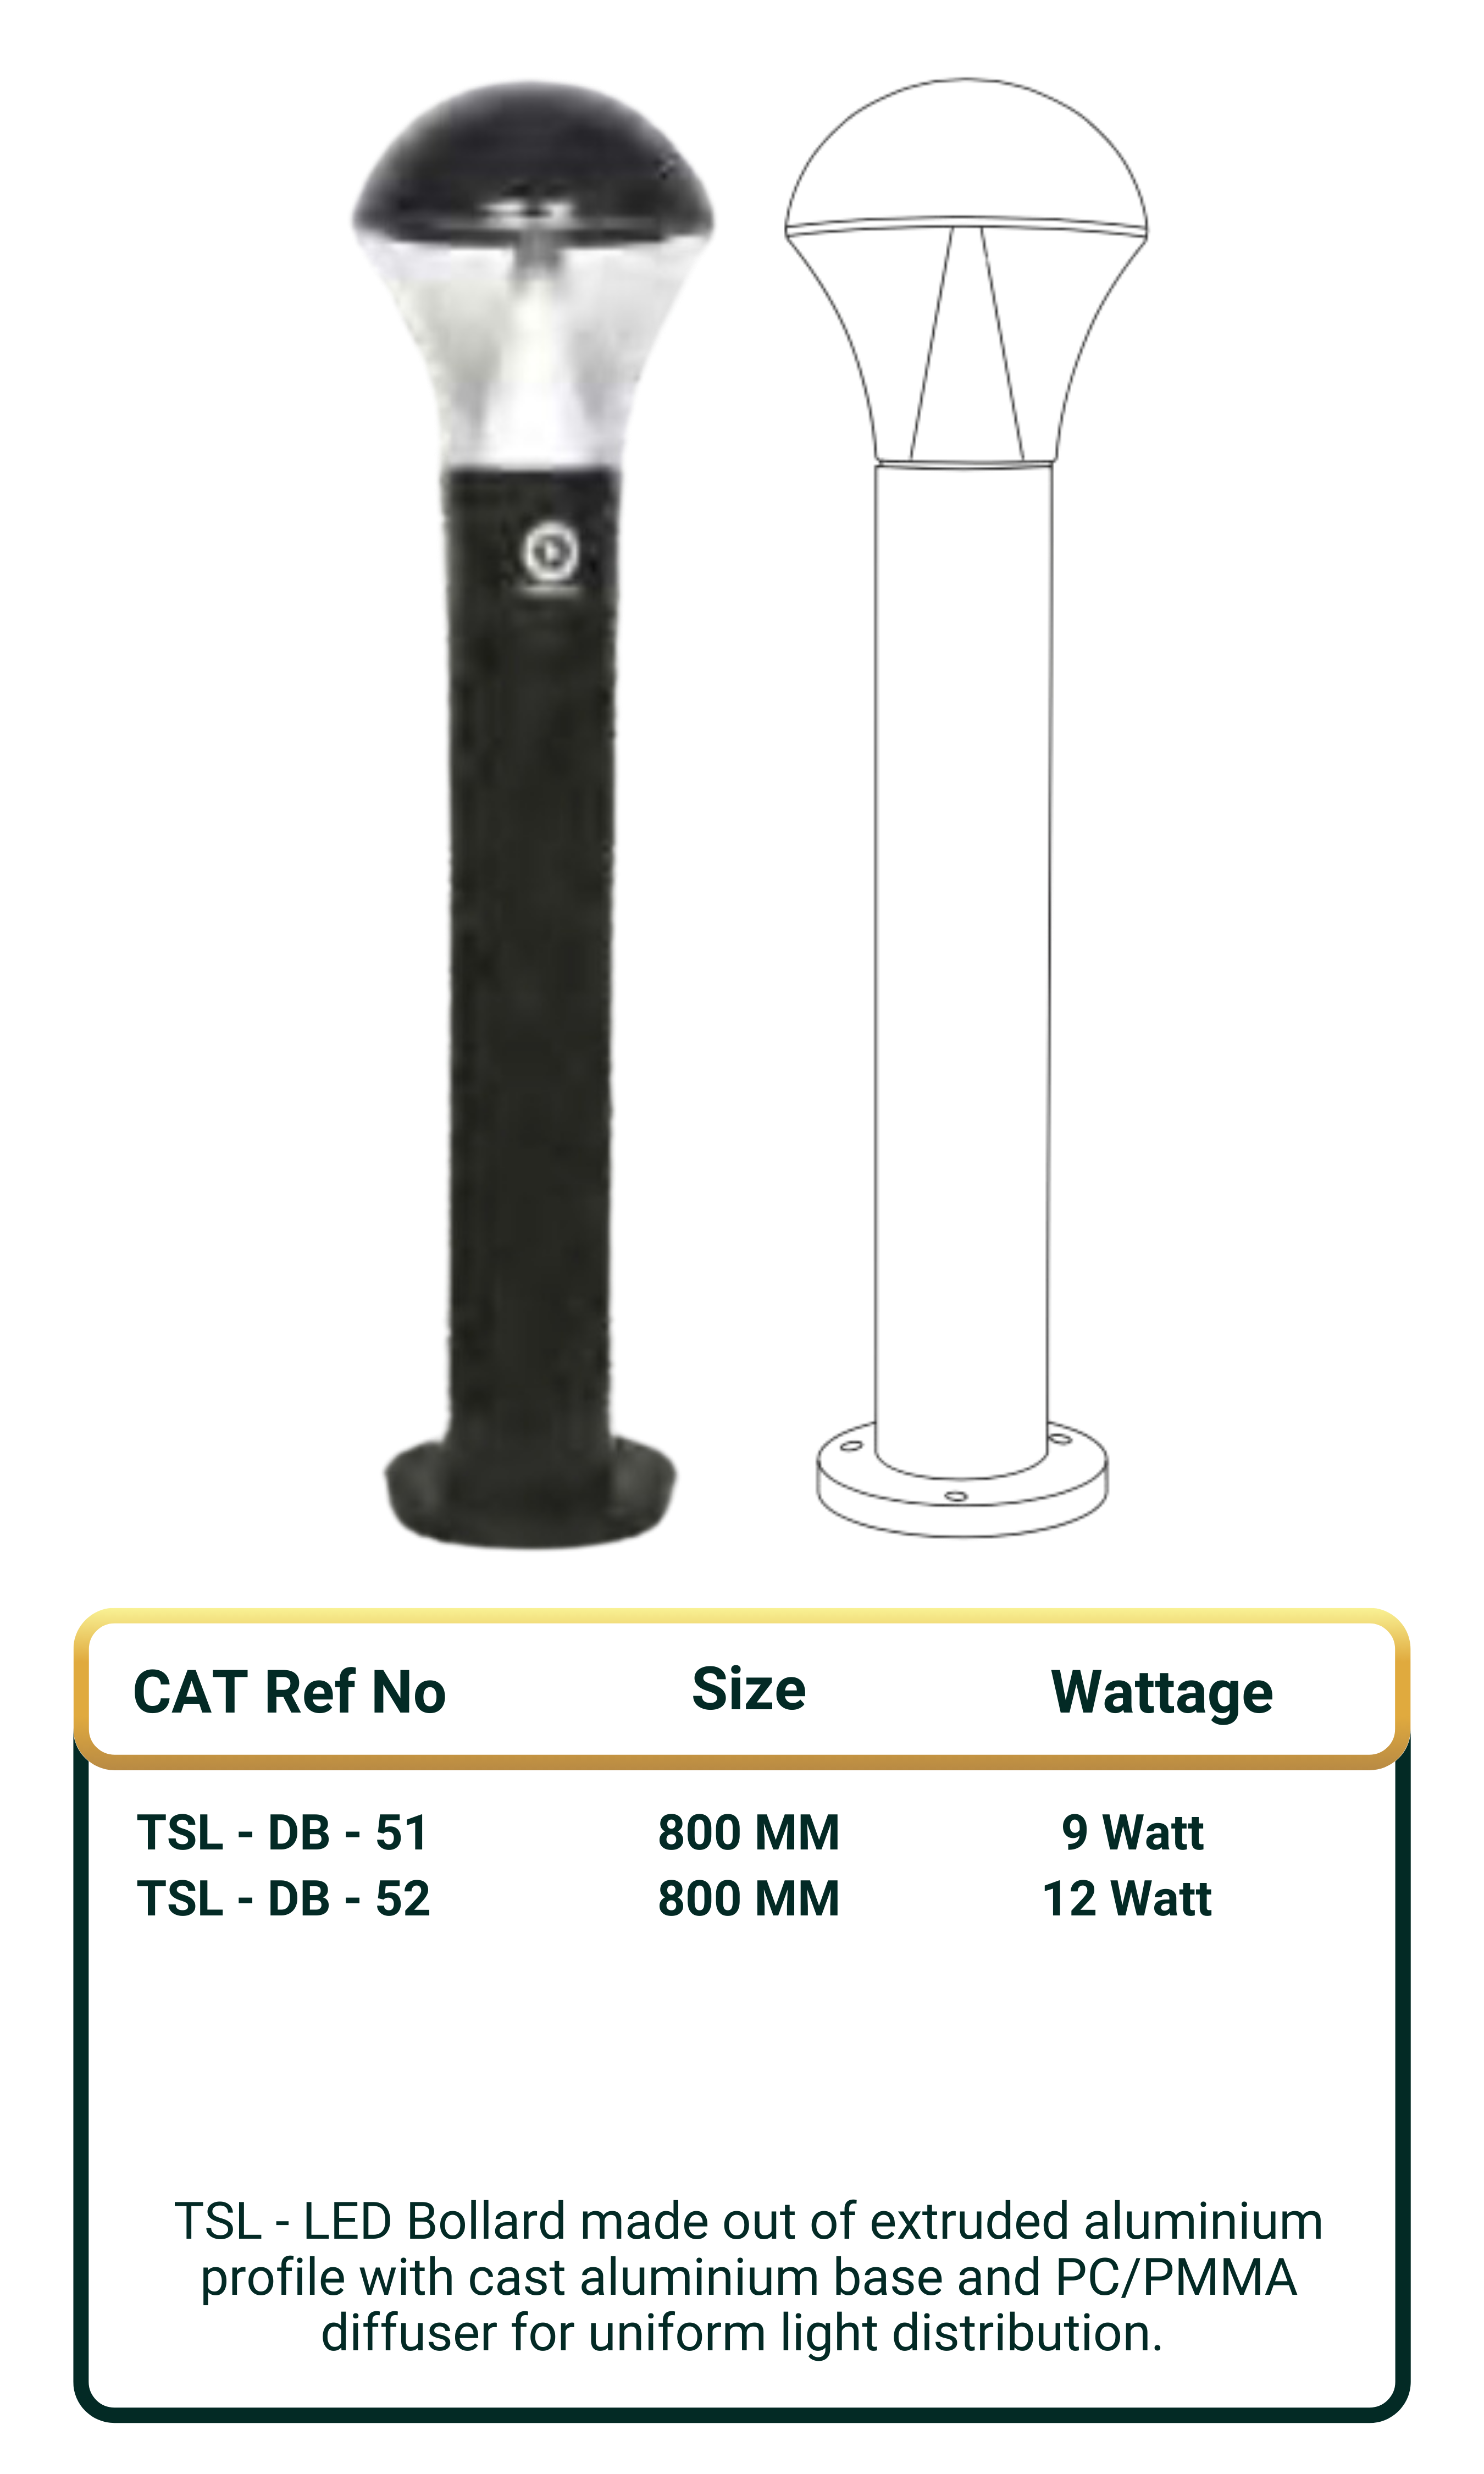 CAT Ref No Size Wattage
TSL - DB - 51 800 MM 9 Watt
TSL - DB - 52 800 MM 12 Watt
TSL - LED Bollard made out of extruded aluminium
profile with cast aluminium base and PC/PMMA
diffuser for uniform light distribution.